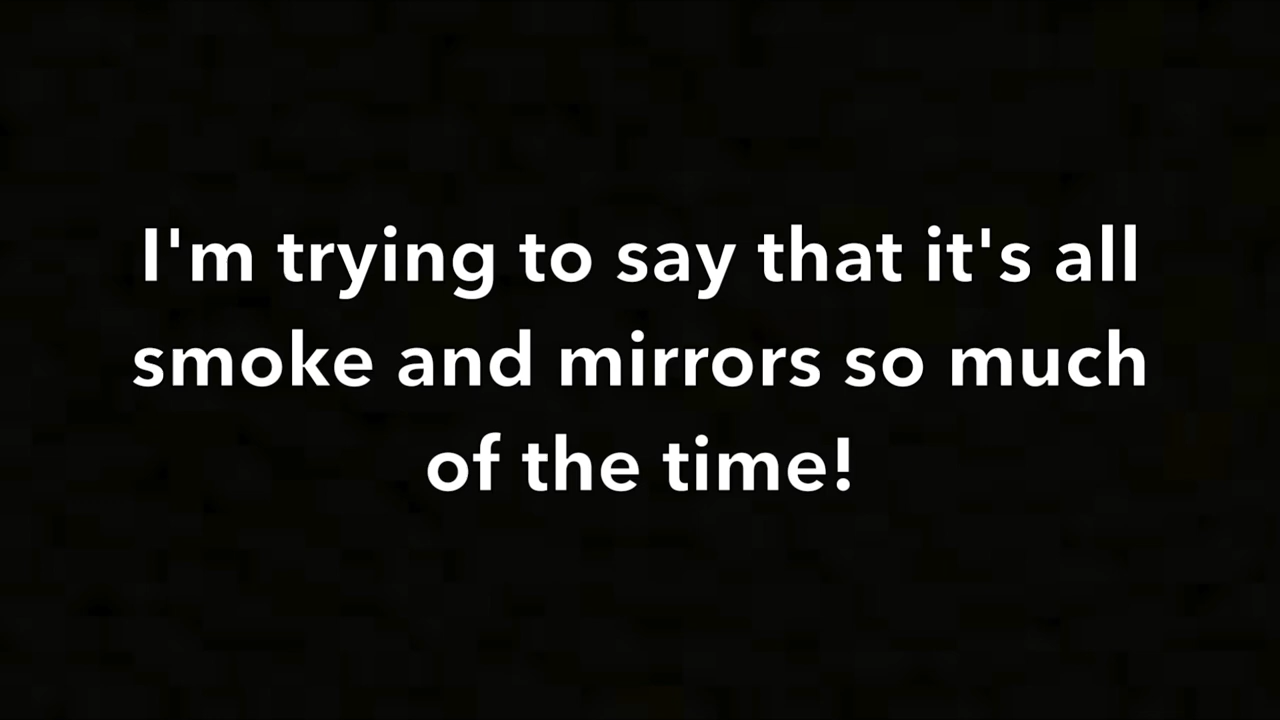 I'm trying to say that it's all
smoke and mirrors so much
of the time!